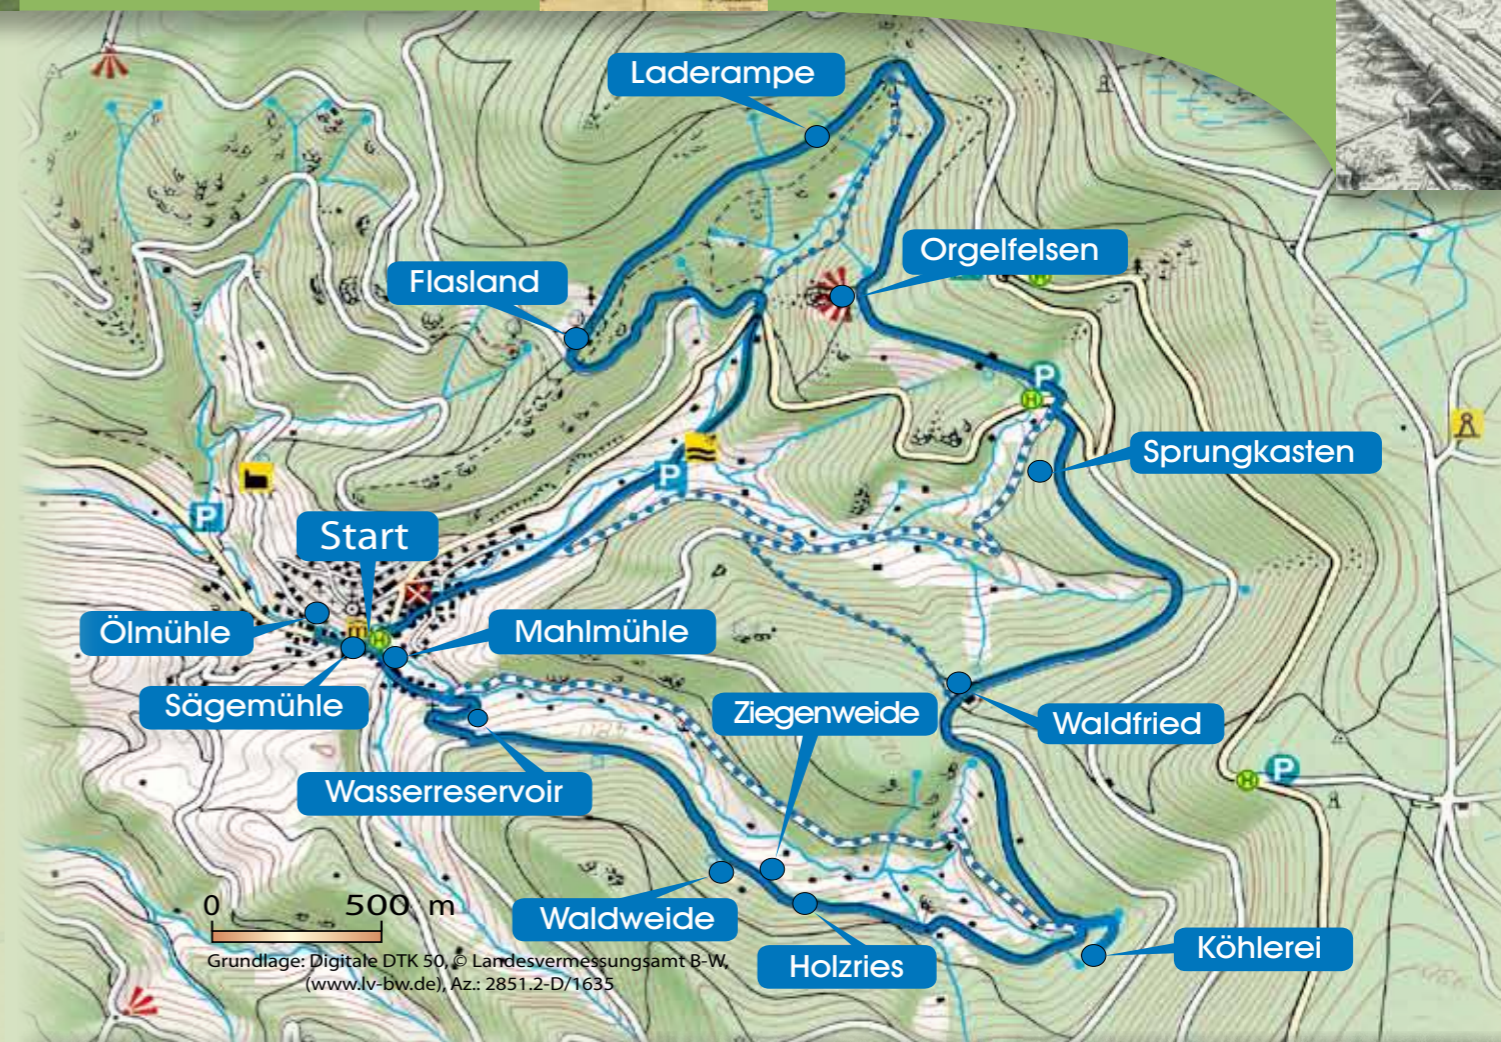 Laderampe
Orgelfelsen
Flasland
P
H
H
Sprungkasten
P
P
Start
Ölmühle
H
Mahlmühle
Sägemühle
Ziegenweide
Waldfried
Wasserreservoir
H P
Waldweide
Holzries
Köhlerei
0 500 m
Grundlage: Digitale DTK 50, © Landesvermessungsamt B-W,
(www.lv-bw.de), Az.: 2851.2-D/1635